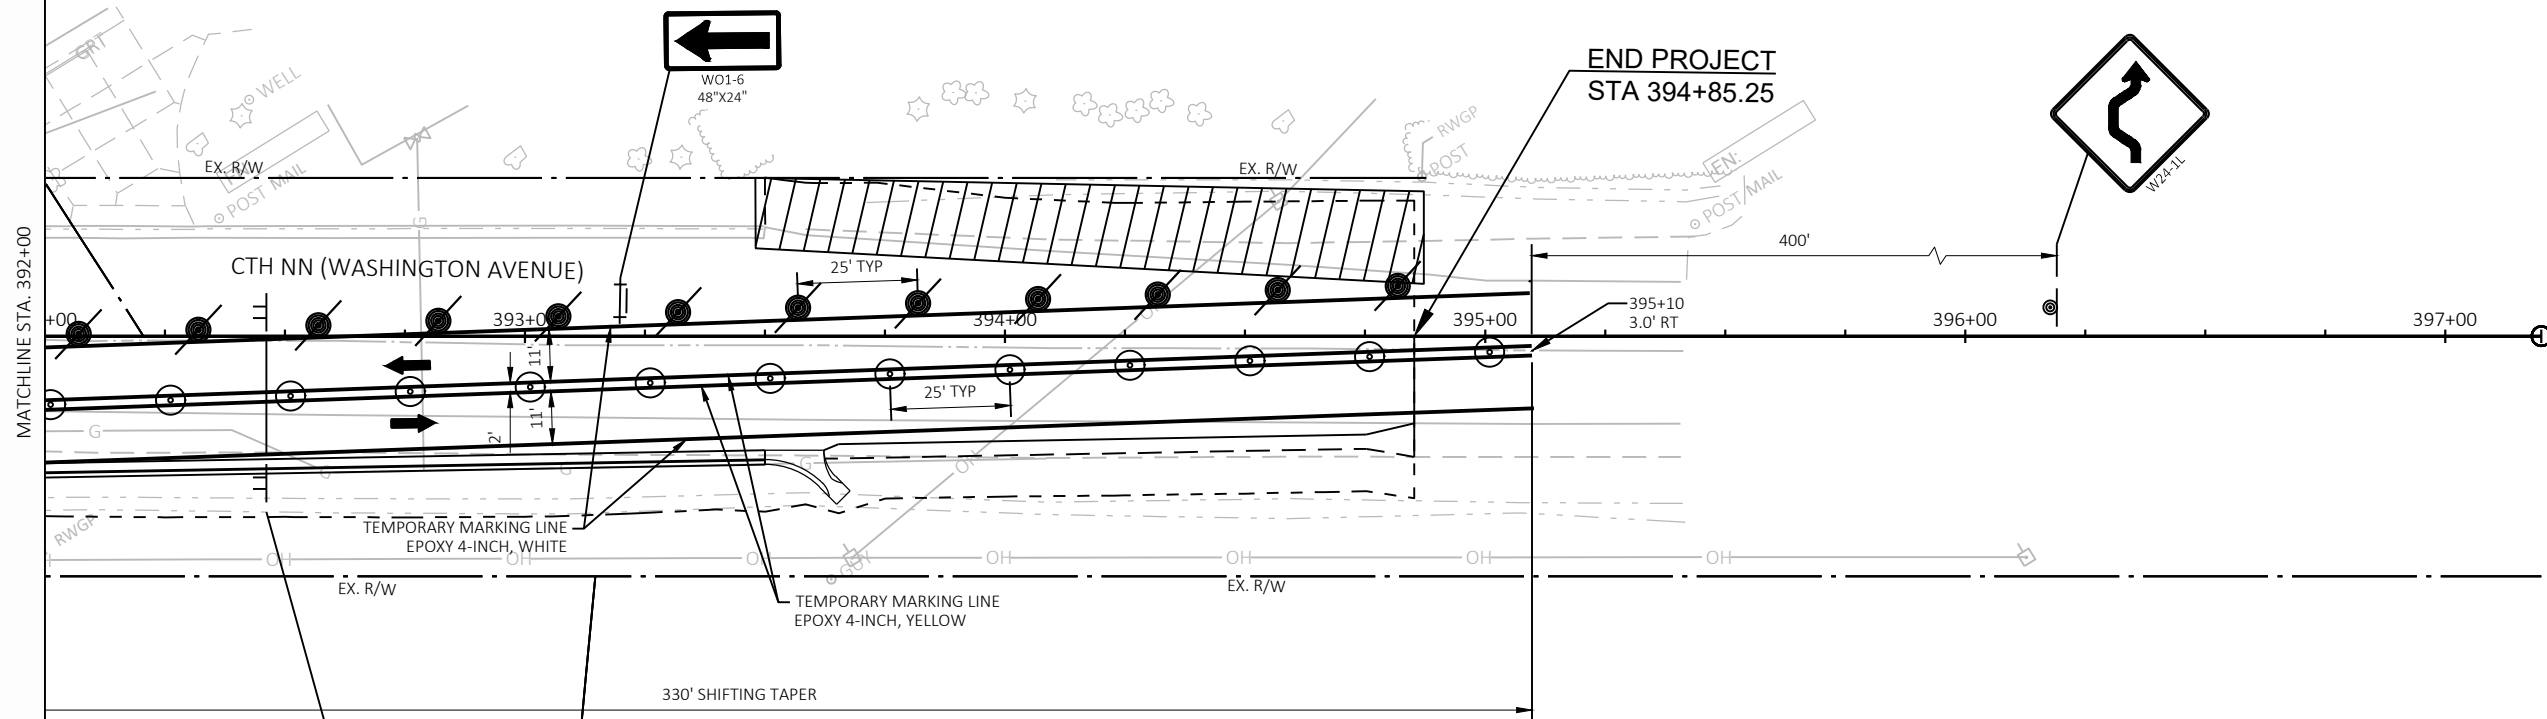 GRT
WELL
EX. R/W
POST MAIL
G
CTH NN (WASHINGTON AVENUE)
MATCHLINE STA. 392+00
WO1-6
48"X24"
RWGP
POST
EX. R/W
END PROJECT
STA 394+85.25
POST MAIL
W24-1L
400'
25' TYP
395+10
3.0' RT
+00
393+00
394+00
395+00
396+00
397+00
11'
11'
2'
25' TYP
G
G
G
G
OH
RWGP
TEMPORARY MARKING LINE
EPOXY 4-INCH, WHITE
OH
OH
OH
OH
OH
OH
OH
GUY
EX. R/W
EX. R/W
TEMPORARY MARKING LINE
EPOXY 4-INCH, YELLOW
330' SHIFTING TAPER